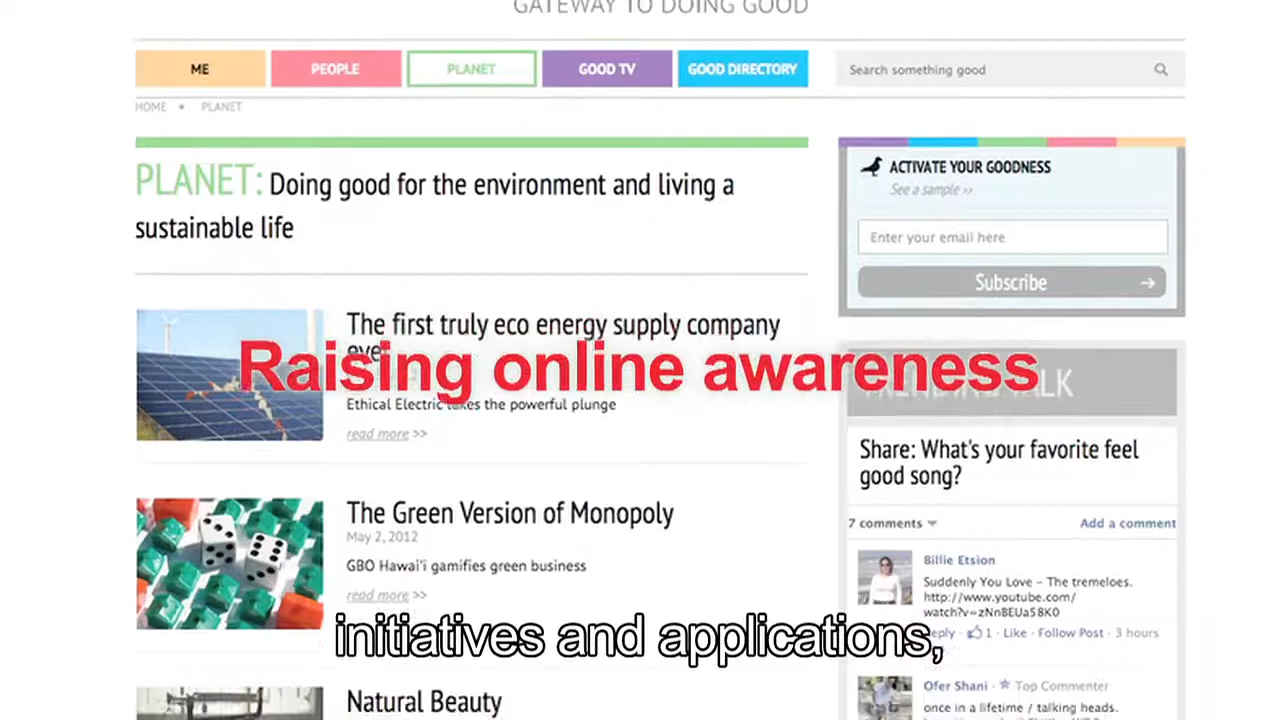 GATEWAY TO DOING GOOD
ME
PEOPLE
PLANET
GOOD TV
GOOD DIRECTORY
Search something good
HOME • PLANET
PLANET: Doing good for the environment and living a
sustainable life
ACTIVATE YOUR GOODNESS
See a sample >>
Enter your email here
Subscribe →
The first truly eco energy supply company
ever
Raising online awareness
Ethical Electric takes the powerful plunge
read more >>
TALK
Share: What's your favorite feel
good song?
7 comments
Add a comment
The Green Version of Monopoly
May 2, 2012
GBO Hawai'i gamifies green business
read more >>
Billie Etsion
Suddenly You Love - The tremoloes.
http://www.youtube.com/
watch?v=zNnBEUa58K0
Reply · 1 · Like · Follow Post · 3 hours
initiatives and applications,
Natural Beauty
Ofer Shani · Top Commenter
once in a lifetime / talking heads.